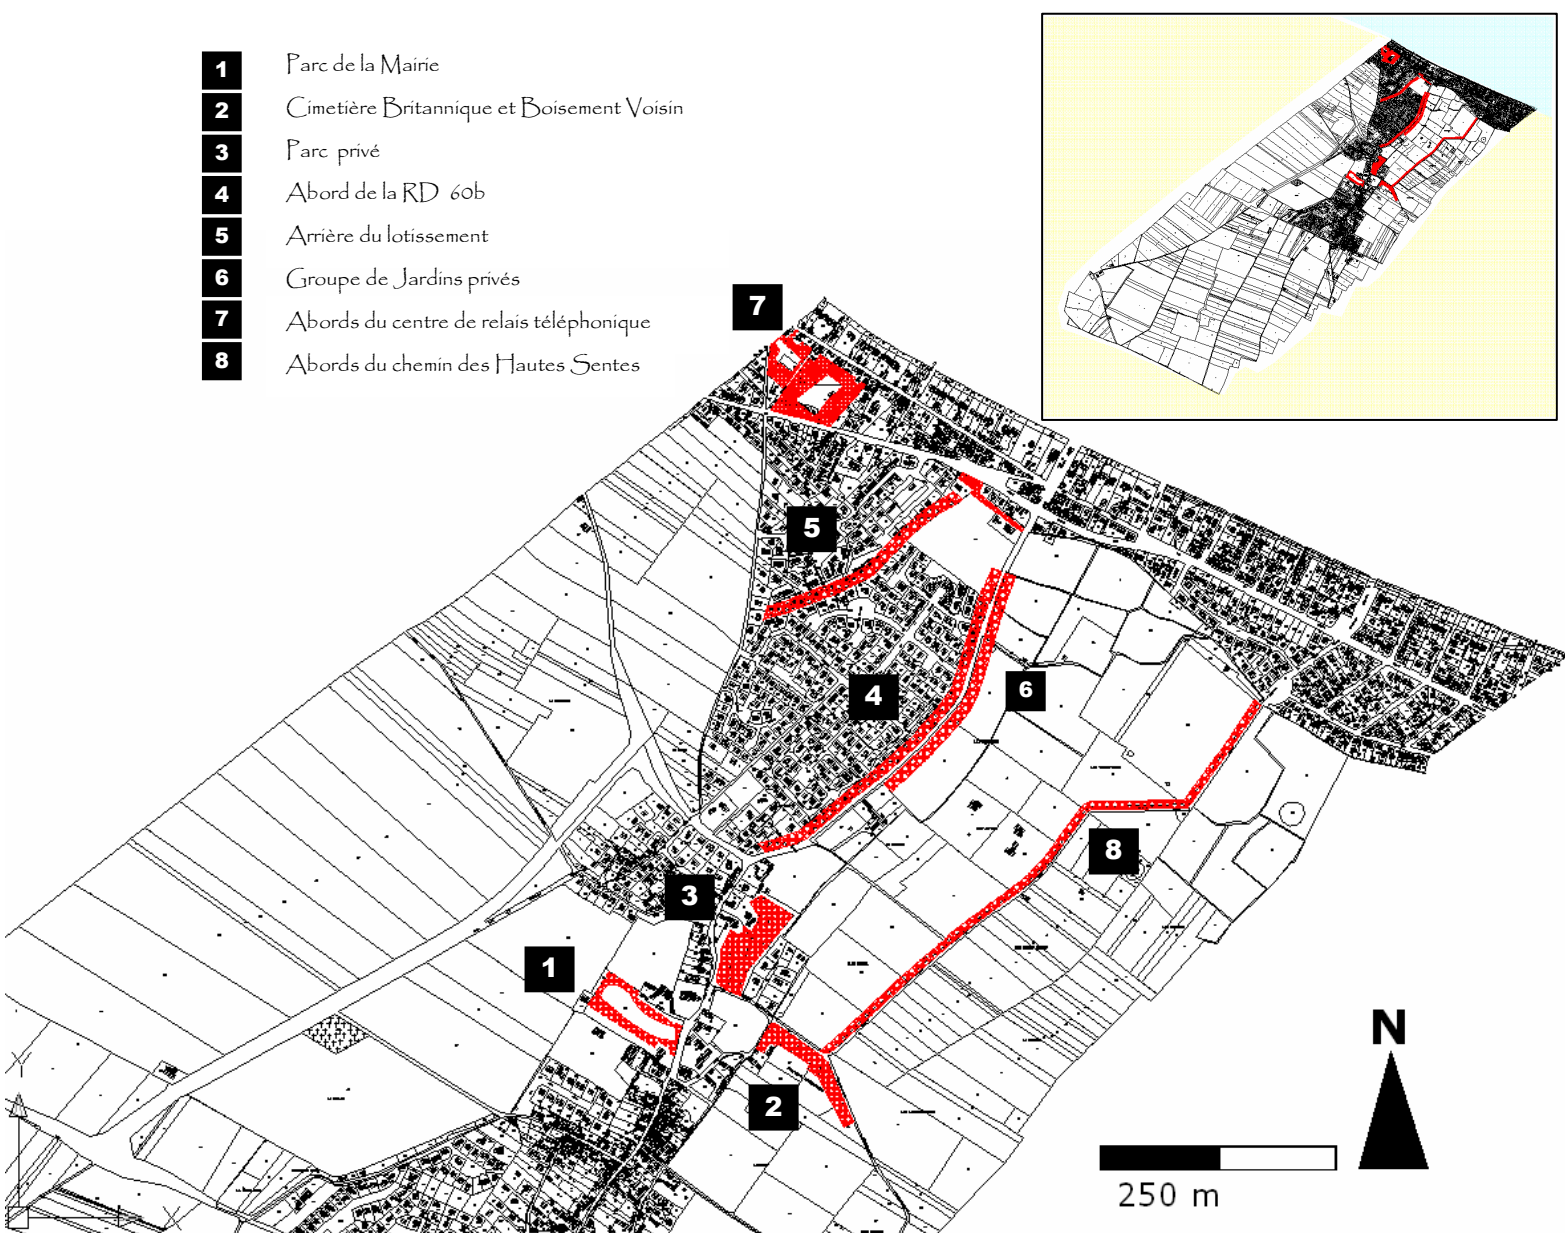 1 Parc de la Mairie
2 Cimetière Britannique et Boisement Voisin
3 Parc privé
4 Abord de la RD 60b
5 Arrière du lotissement
6 Groupe de Jardins privés
7 Abords du centre de relais téléphonique
8 Abords du chemin des Hautes Sentes
7
5
4
6
8
3
1
2
N
250 m
Y
X